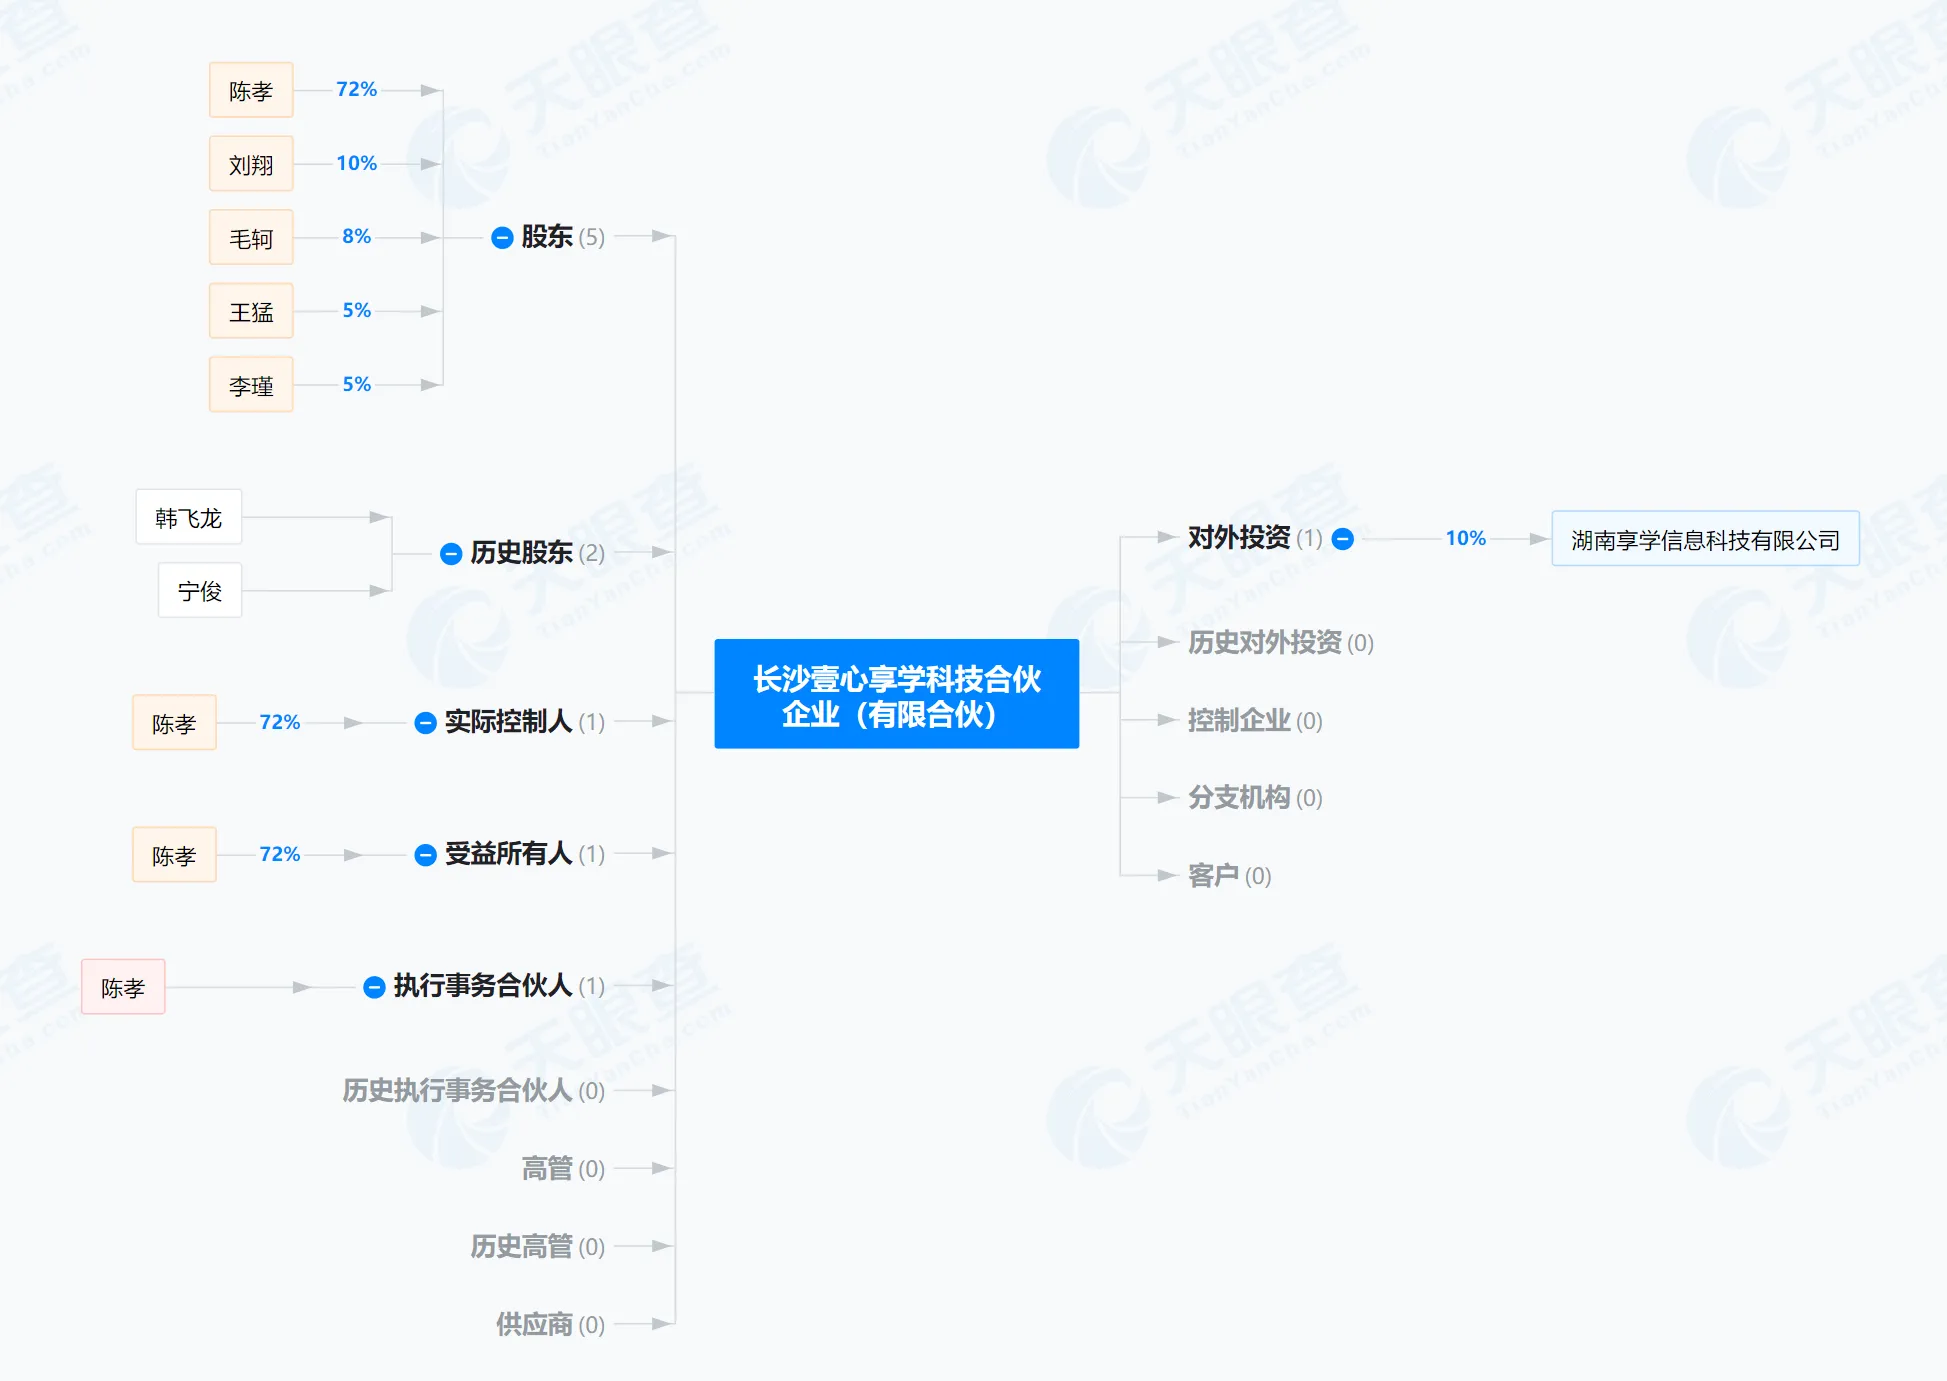 陈孝 72%
刘翔 10%
毛轲 8%
王猛 5%
李瑾 5%
股东 (5)
韩飞龙
宁俊
历史股东 (2)
陈孝 72% 实际控制人 (1)
陈孝 72% 受益所有人 (1)
陈孝 执行事务合伙人 (1)
历史执行事务合伙人 (0)
高管 (0)
历史高管 (0)
供应商 (0)
长沙壹心享学科技合伙
企业（有限合伙）
对外投资 (1) 10% 湖南享学信息科技有限公司
历史对外投资 (0)
控制企业 (0)
分支机构 (0)
客户 (0)
天眼查
TianYanCha.com